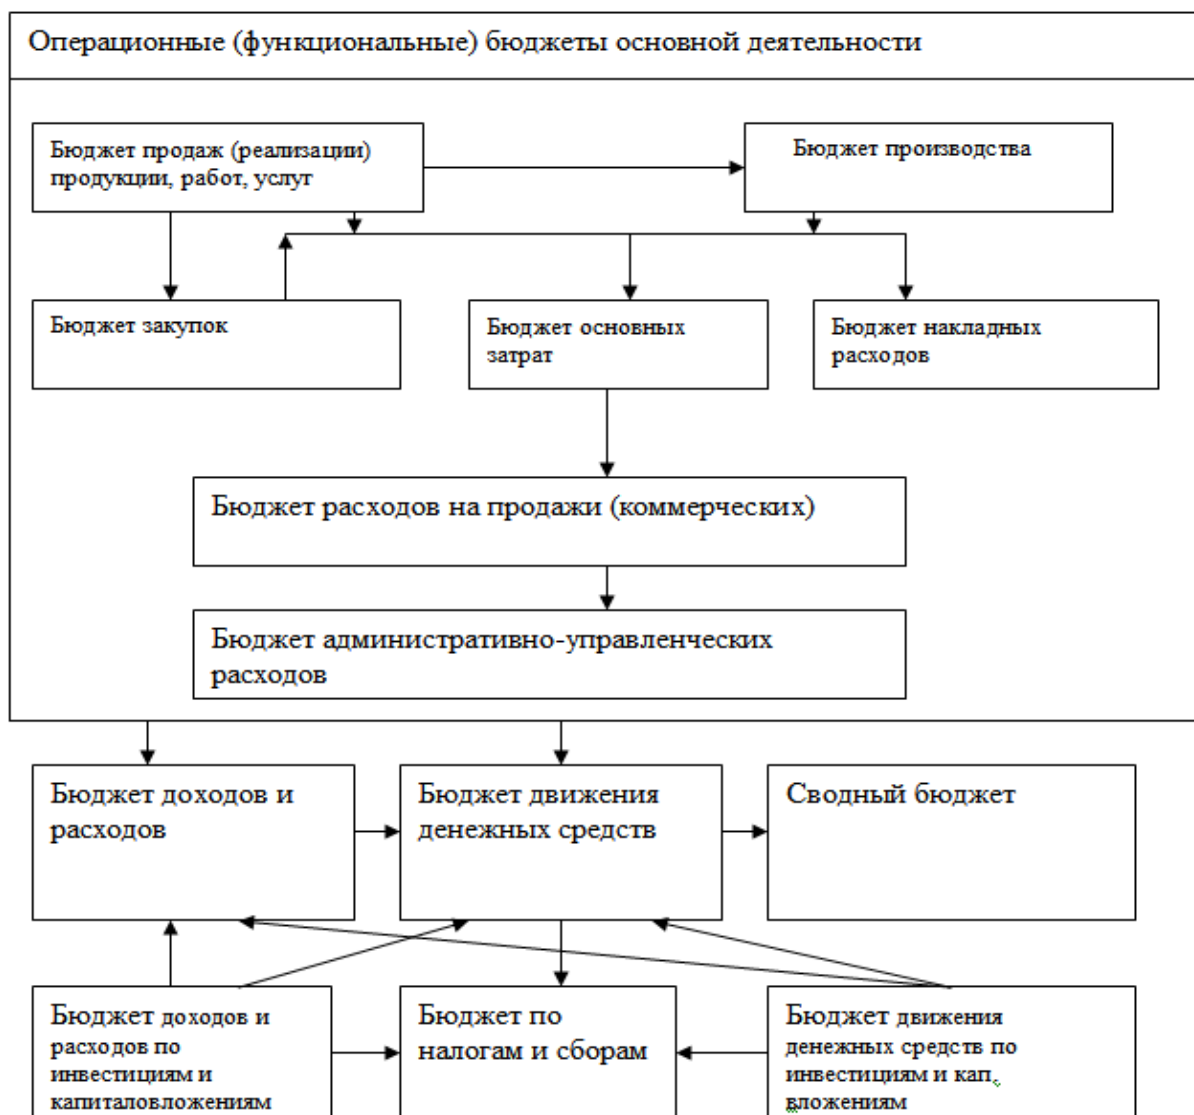 Операционные (функциональные) бюджеты основной деятельности
Бюджет продаж (реализации)
продукции, работ, услуг
Бюджет производства
Бюджет закупок
Бюджет основных
затрат
Бюджет накладных
расходов
Бюджет расходов на продажи (коммерческих)
Бюджет административно-управленческих
расходов
Бюджет доходов и
расходов
Бюджет движения
денежных средств
Сводный бюджет
Бюджет доходов и
расходов по
инвестициям и
капиталовложениям
Бюджет по
налогам и сборам
Бюджет движения
денежных средств по
инвестициям и кап.
вложениям